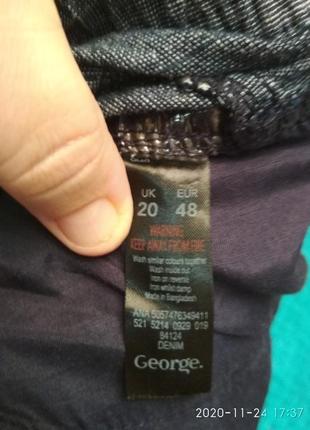 UK EUR
20 48
WARNING
KEEP AWAY FROM FIRE
Wash similar colours together
Wash inside out
Iron on reverse
Iron whilst damp
Made in Bangladesh
ANA 5057476349411
521 5214 0929 019
84124
DENIM
George.
2020-11-24 17:37